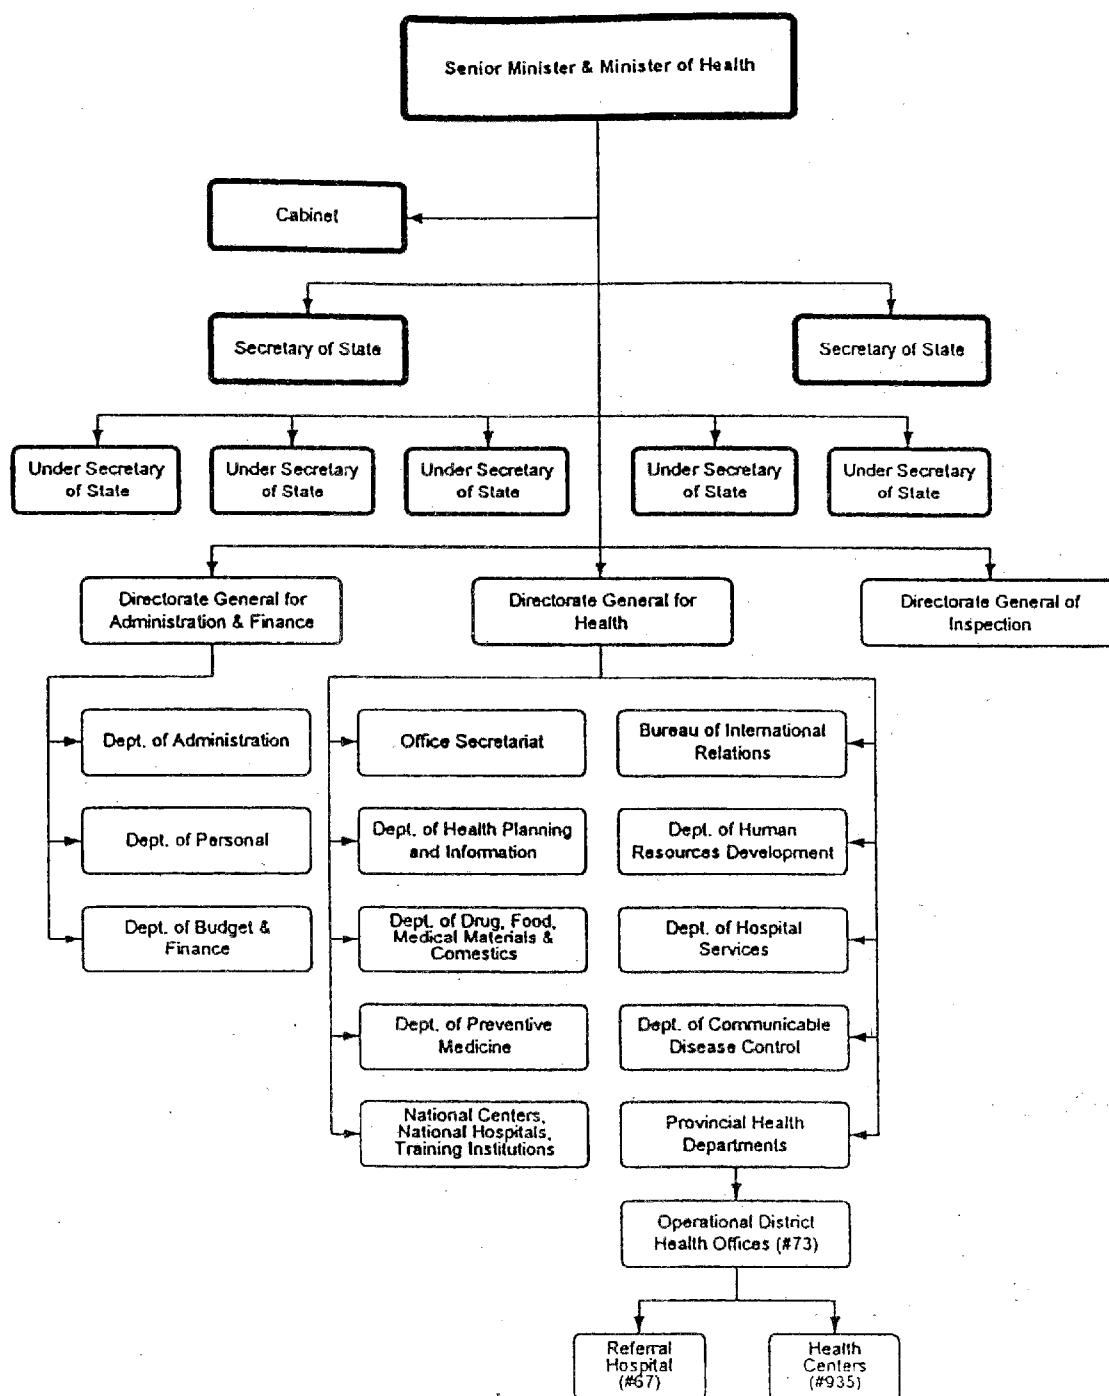 Senior Minister & Minister of Health
Cabinet
Secretary of State
Secretary of State
Under Secretary
of State
Under Secretary
of State
Under Secretary
of State
Under Secretary
of State
Under Secretary
of State
Directorate General for
Administration & Finance
Directorate General for
Health
Directorate General of
Inspection
Dept. of Administration
Dept. of Personal
Dept. of Budget &
Finance
Office Secretariat
Dept. of Health Planning
and Information
Dept. of Drug, Food,
Medical Materials &
Comestics
Dept. of Preventive
Medicine
National Centers,
National Hospitals,
Training Institutions
Bureau of International
Relations
Dept. of Human
Resources Development
Dept. of Hospital
Services
Dept. of Communicable
Disease Control
Provincial Health
Departments
Operational District
Health Offices (#73)
Referral
Hospital
(#67)
Health
Centers
(#935)